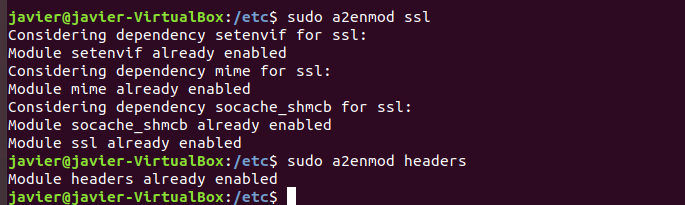 javier@javier-VirtualBox:/etc$ sudo a2enmod ssl
Considering dependency setenvif for ssl:
Module setenvif already enabled
Considering dependency mime for ssl:
Module mime already enabled
Considering dependency socache_shmcb for ssl:
Module socache_shmcb already enabled
Module ssl already enabled
javier@javier-VirtualBox:/etc$ sudo a2enmod headers
Module headers already enabled
javier@javier-VirtualBox:/etc$